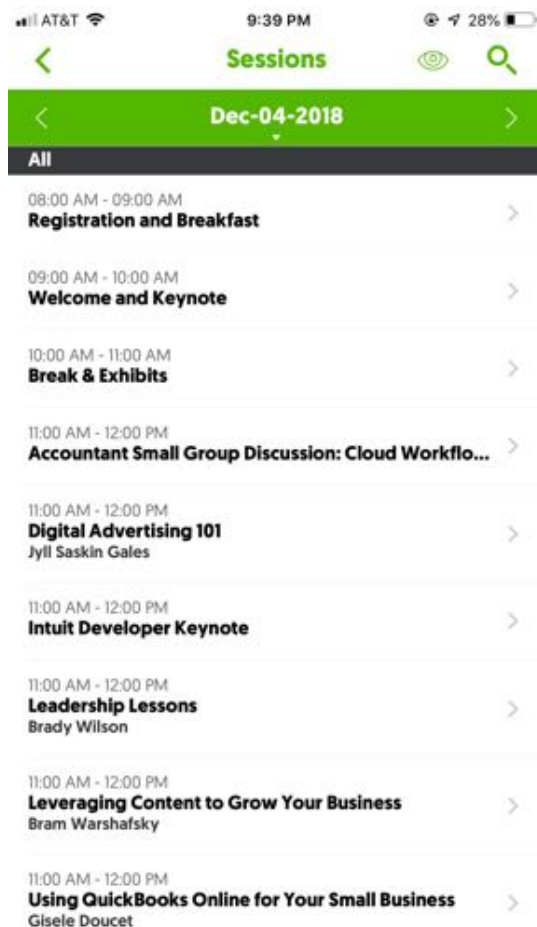 AT&T 9:39 PM 28%
Sessions
Dec-04-2018
All
08:00 AM - 09:00 AM
Registration and Breakfast
09:00 AM - 10:00 AM
Welcome and Keynote
10:00 AM - 11:00 AM
Break & Exhibits
11:00 AM - 12:00 PM
Accountant Small Group Discussion: Cloud Workflo...
11:00 AM - 12:00 PM
Digital Advertising 101
Jyll Saskin Gales
11:00 AM - 12:00 PM
Intuit Developer Keynote
11:00 AM - 12:00 PM
Leadership Lessons
Brady Wilson
11:00 AM - 12:00 PM
Leveraging Content to Grow Your Business
Bram Warshafsky
11:00 AM - 12:00 PM
Using QuickBooks Online for Your Small Business
Gisele Doucet